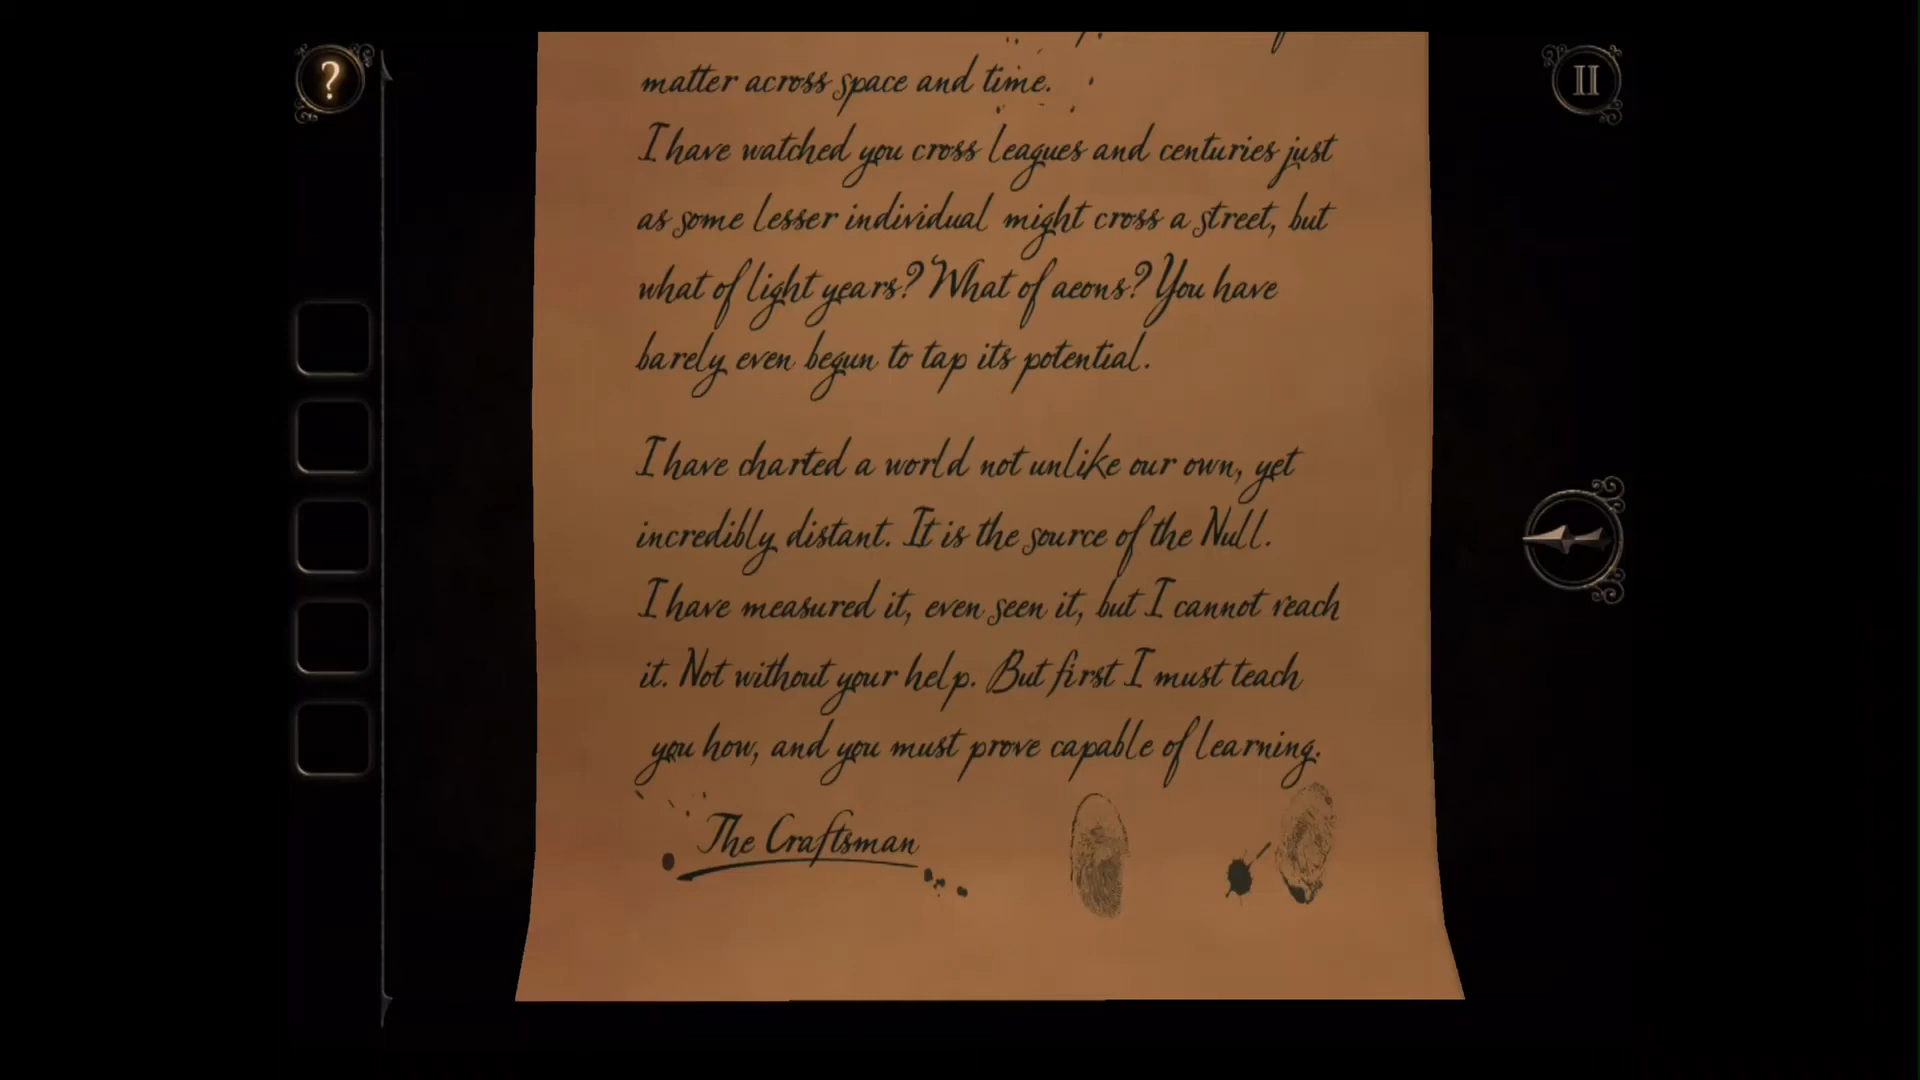 ?
II
matter across space and time.
I have watched you cross leagues and centuries just
as some lesser individual might cross a street, but
what of light years? What of aeons? You have
barely even begun to tap its potential.
I have charted a world not unlike our own, yet
incredibly distant. It is the source of the Null.
I have measured it, even seen it, but I cannot reach
it. Not without your help. But first I must teach
you how, and you must prove capable of learning.
The Craftsman